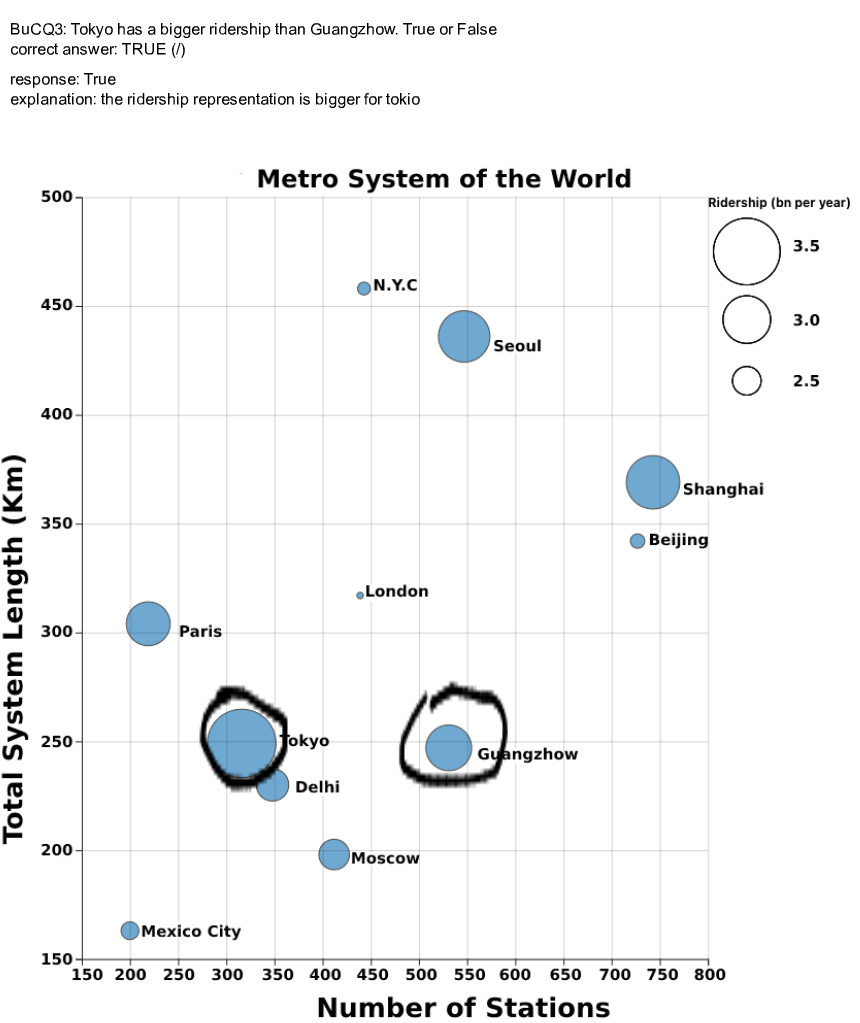 BuCQ3: Tokyo has a bigger ridership than Guangzhow. True or False
correct answer: TRUE (/)
response: True
explanation: the ridership representation is bigger for tokio
Metro System of the World
Ridership (bn per year)
3.5
3.0
2.5
500
450
400
350
300
250
200
150
Total System Length (Km)
N.Y.C
Seoul
Shanghai
Beijing
London
Paris
Tokyo
Guangzhow
Delhi
Moscow
Mexico City
150 200 250 300 350 400 450 500 550 600 650 700 750 800
Number of Stations